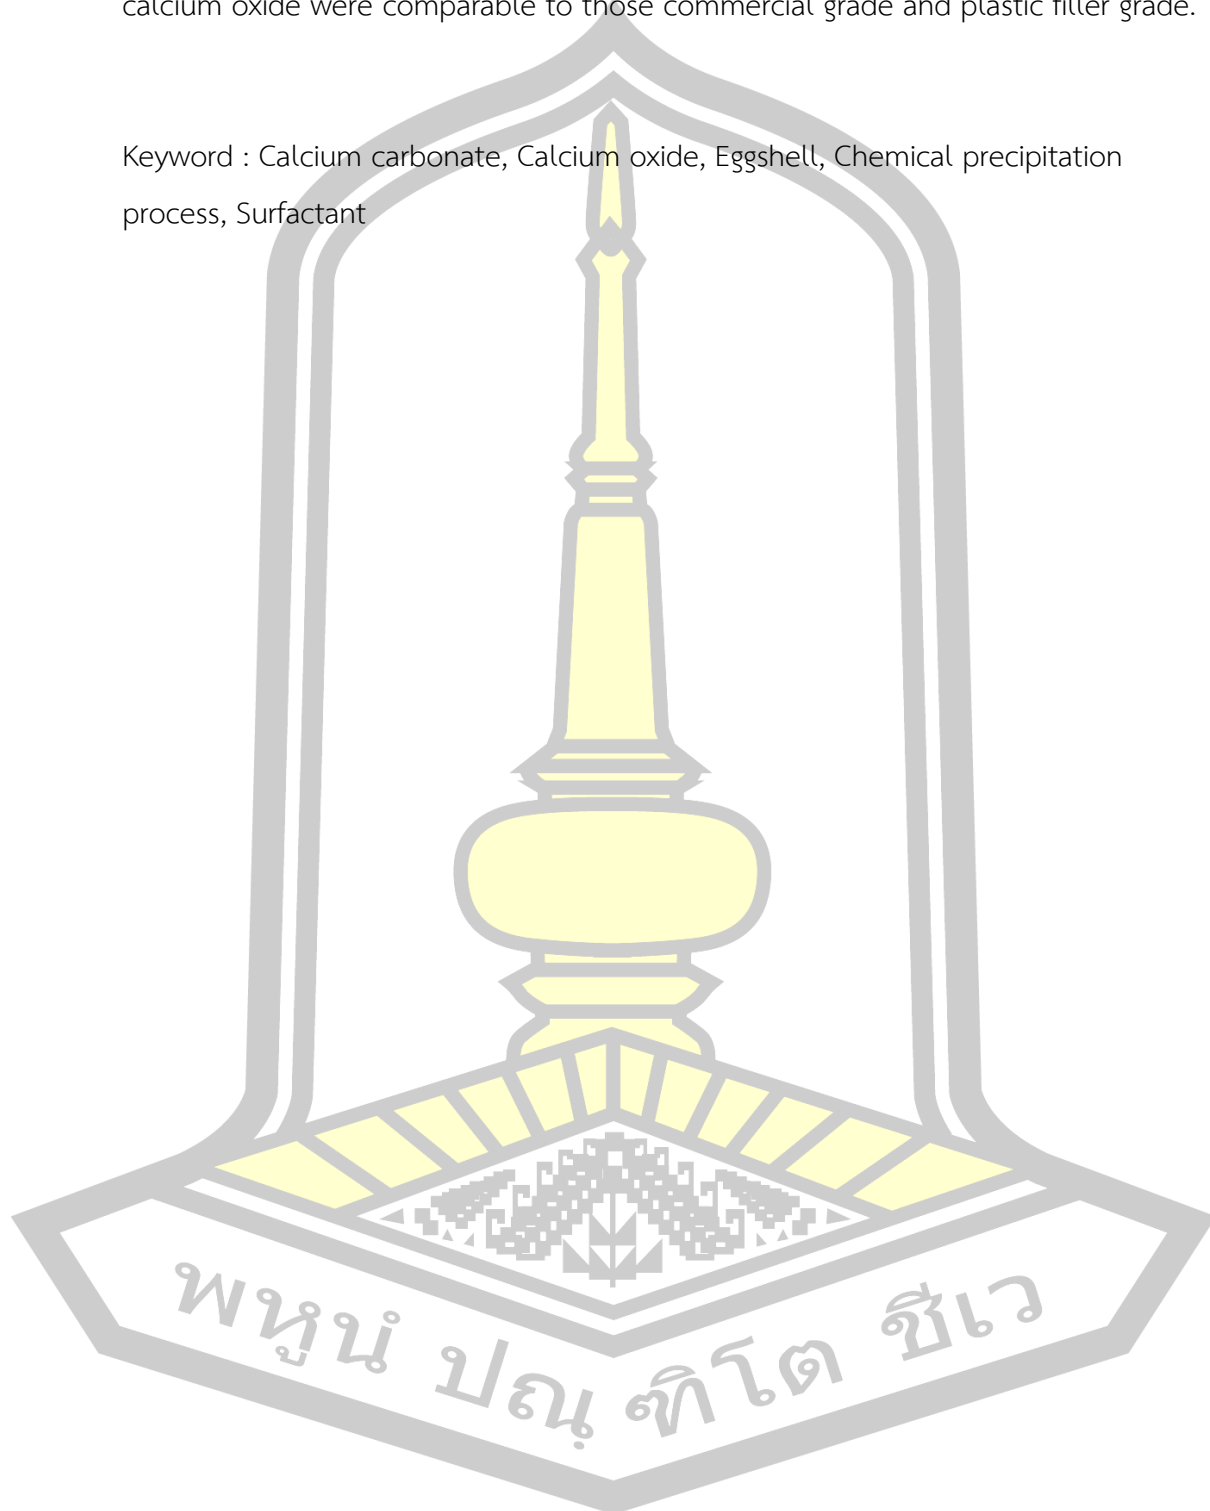 calcium oxide were comparable to those commercial grade and plastic filler grade.
Keyword : Calcium carbonate, Calcium oxide, Eggshell, Chemical precipitation
process, Surfactant
พหูนํ ปณฺฑิโต ชีเว